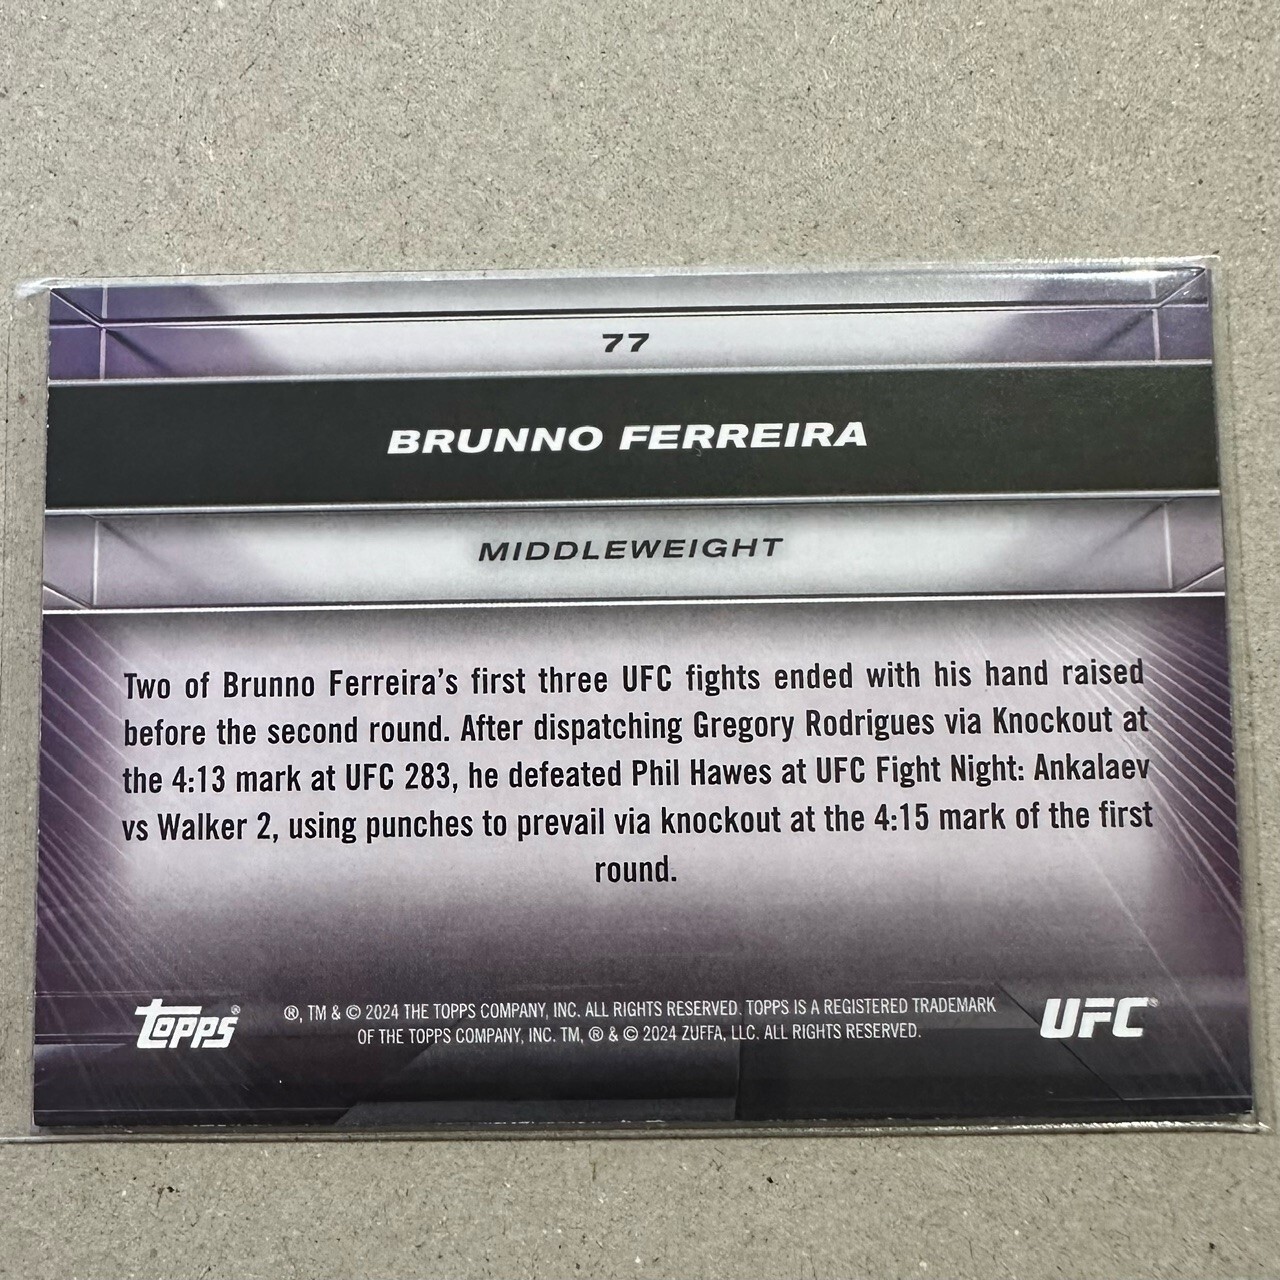 77
BRUNNO FERREIRA
MIDDLEWEIGHT
Two of Brunno Ferreira's first three UFC fights ended with his hand raised
before the second round. After dispatching Gregory Rodrigues via Knockout at
the 4:13 mark at UFC 283, he defeated Phil Hawes at UFC Fight Night: Ankalaev
vs Walker 2, using punches to prevail via knockout at the 4:15 mark of the first
round.
topps®
®, TM & © 2024 THE TOPPS COMPANY, INC. ALL RIGHTS RESERVED. TOPPS IS A REGISTERED TRADEMARK
OF THE TOPPS COMPANY, INC. TM, ® & © 2024 ZUFFA, LLC. ALL RIGHTS RESERVED.
UFC®